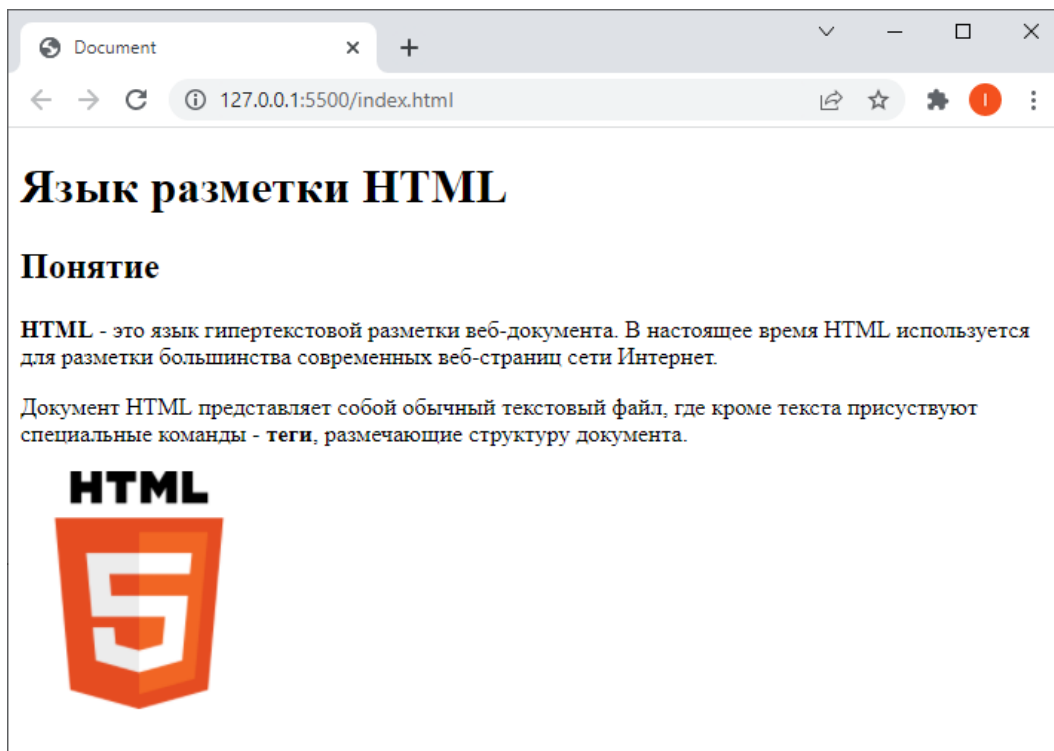 Document
127.0.0.1:5500/index.html
I
Язык разметки HTML
Понятие
HTML - это язык гипертекстовой разметки веб-документа. В настоящее время HTML используется
для разметки большинства современных веб-страниц сети Интернет.
Документ HTML представляет собой обычный текстовый файл, где кроме текста присуствуют
специальные команды - теги, размечающие структуру документа.
HTML
5